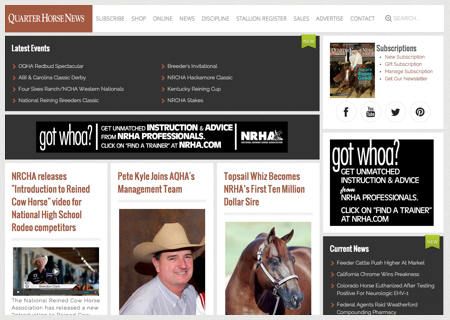 QUARTER HORSE NEWS
SUBSCRIBE SHOP ONLINE NEWS DISCIPLINE STALLION REGISTER SALES ADVERTISE CONTACT SEARCH...
Latest Events
NEW
OQHA Redbud Spectacular
ABI & Carolina Classic Derby
Four Sixes Ranch/NCHA Western Nationals
National Reining Breeders Classic
Breeder's Invitational
NRCHA Hackamore Classic
Kentucky Reining Cup
NRCHA Stakes
Subscriptions
New Subscription
Gift Subscription
Manage Subscription
Get Our Newsletter
You
Tube
got whoa?
GET UNMATCHED INSTRUCTION & ADVICE
FROM NRHA PROFESSIONALS.
CLICK ON "FIND A TRAINER" AT NRHA.COM
NRHA
got whoa?
GET UNMATCHED
INSTRUCTION & ADVICE
from
NRHA PROFESSIONALS.
CLICK ON "FIND A TRAINER"
AT NRHA.COM
NRCHA releases
"Introduction to Reined
Cow Horse" video for
National High School
Rodeo competitors
The National Reined Cow Horse
Association has released a new
"Introduction to Reined Cow
Pete Kyle Joins AQHA's
Management Team
Topsail Whiz Becomes
NRHA's First Ten Million
Dollar Sire
Current News
NEW
Feeder Cattle Push Higher At Market
California Chrome Wins Preakness
Colorado Horse Euthanized After Testing
Positive For Neurologic EHV-1
Federal Agents Raid Weatherford
Compounding Pharmacy